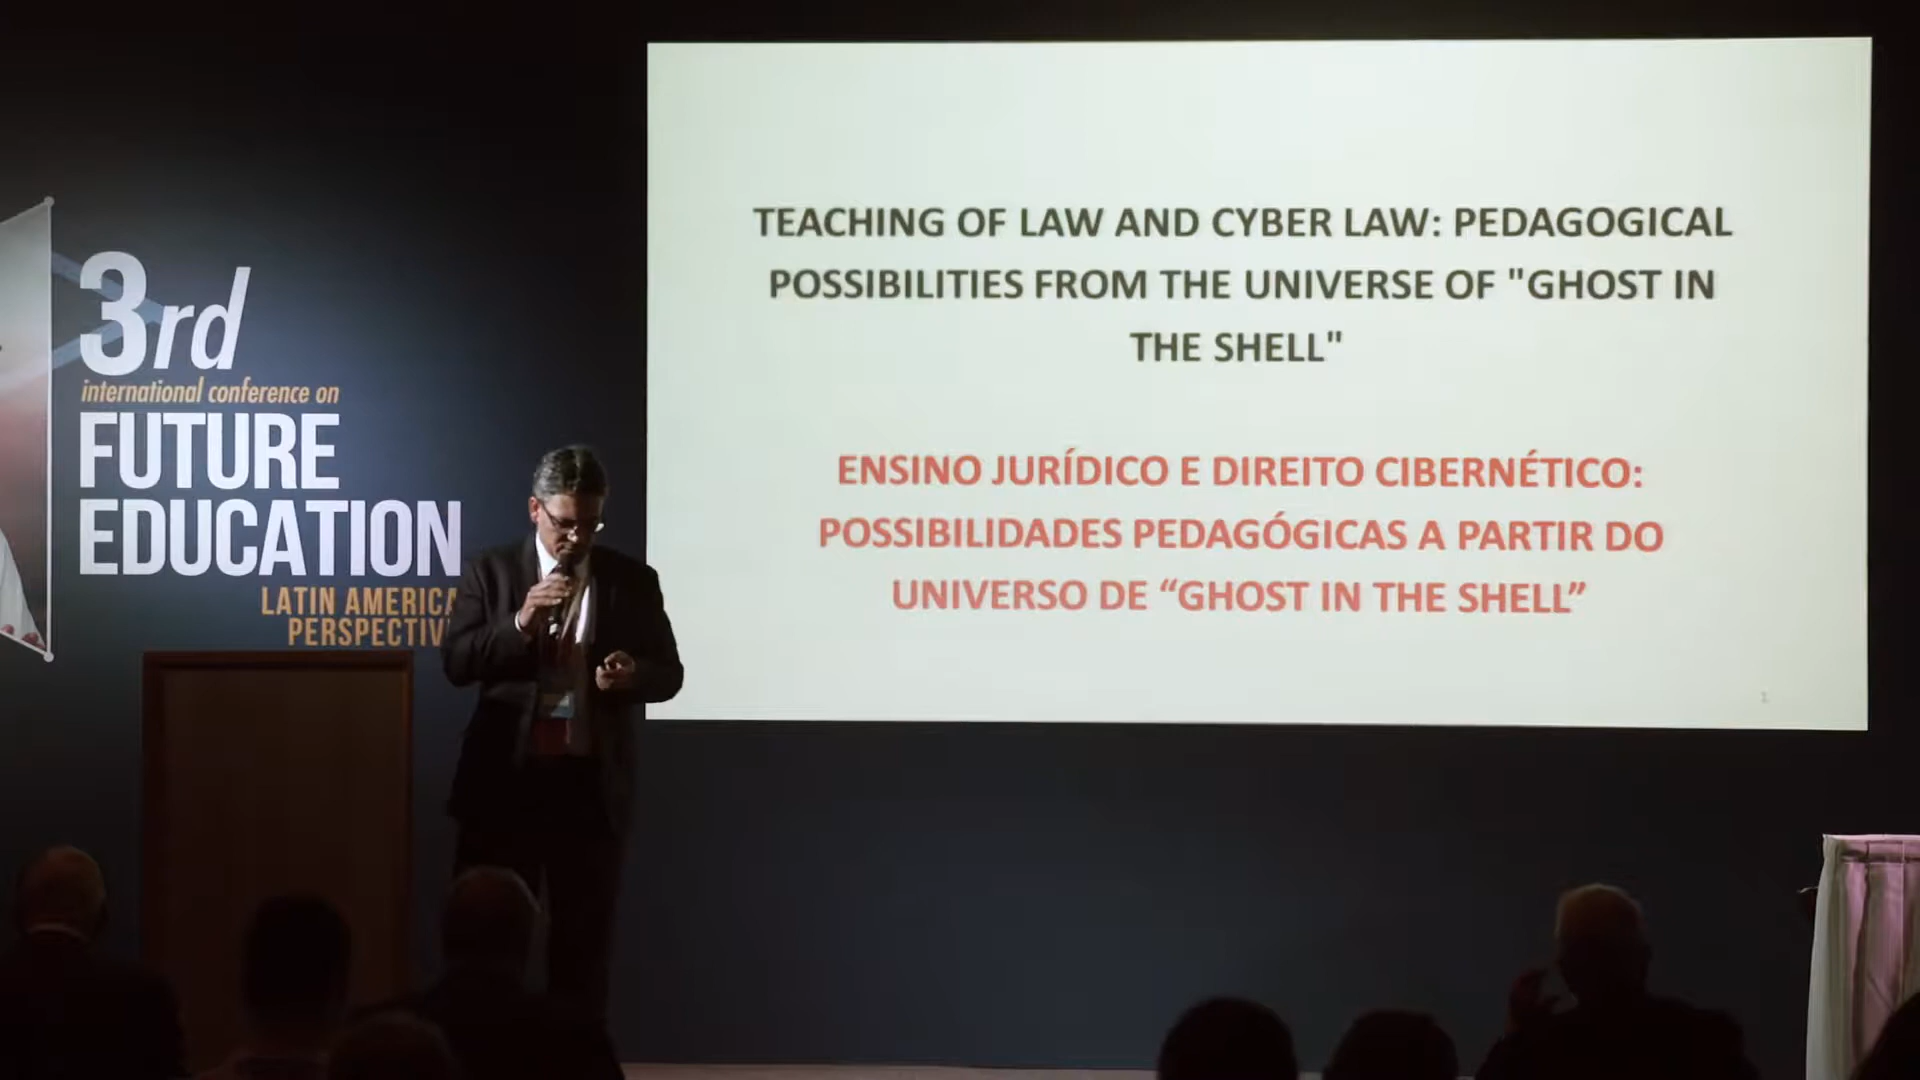 3rd
international conference on
FUTURE
EDUCATION
LATIN AMERICA
PERSPECTIV
TEACHING OF LAW AND CYBER LAW: PEDAGOGICAL
POSSIBILITIES FROM THE UNIVERSE OF "GHOST IN
THE SHELL"
ENSINO JURÍDICO E DIREITO CIBERNÉTICO:
POSSIBILIDADES PEDAGÓGICAS A PARTIR DO
UNIVERSO DE “GHOST IN THE SHELL”
1